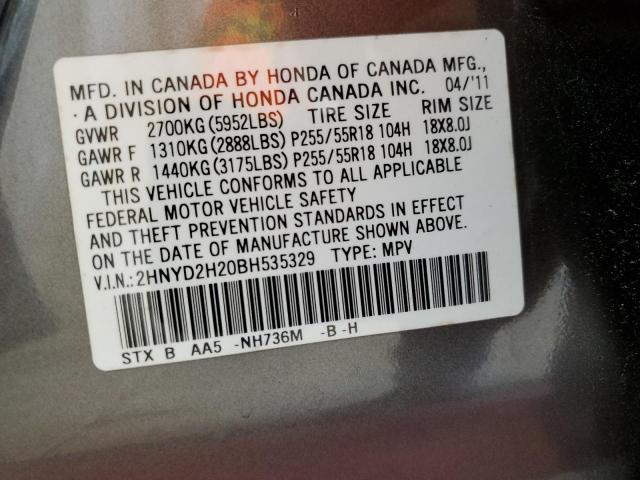 MFD. IN CANADA BY HONDA OF CANADA MFG.,
· A DIVISION OF HONDA CANADA INC. 04/'11
GVWR 2700KG(5952LBS) TIRE SIZE RIM SIZE
GAWR F 1310KG(2888LBS) P255/55R18 104H 18X8.0J
GAWR R 1440KG(3175LBS) P255/55R18 104H 18X8.0J
THIS VEHICLE CONFORMS TO ALL APPLICABLE
FEDERAL MOTOR VEHICLE SAFETY
AND THEFT PREVENTION STANDARDS IN EFFECT
ON THE DATE OF MANUFACTURE SHOWN ABOVE.
V.I.N.:2HNYD2H20BH535329 TYPE: MPV
STX B AA5 -NH736M -B-H